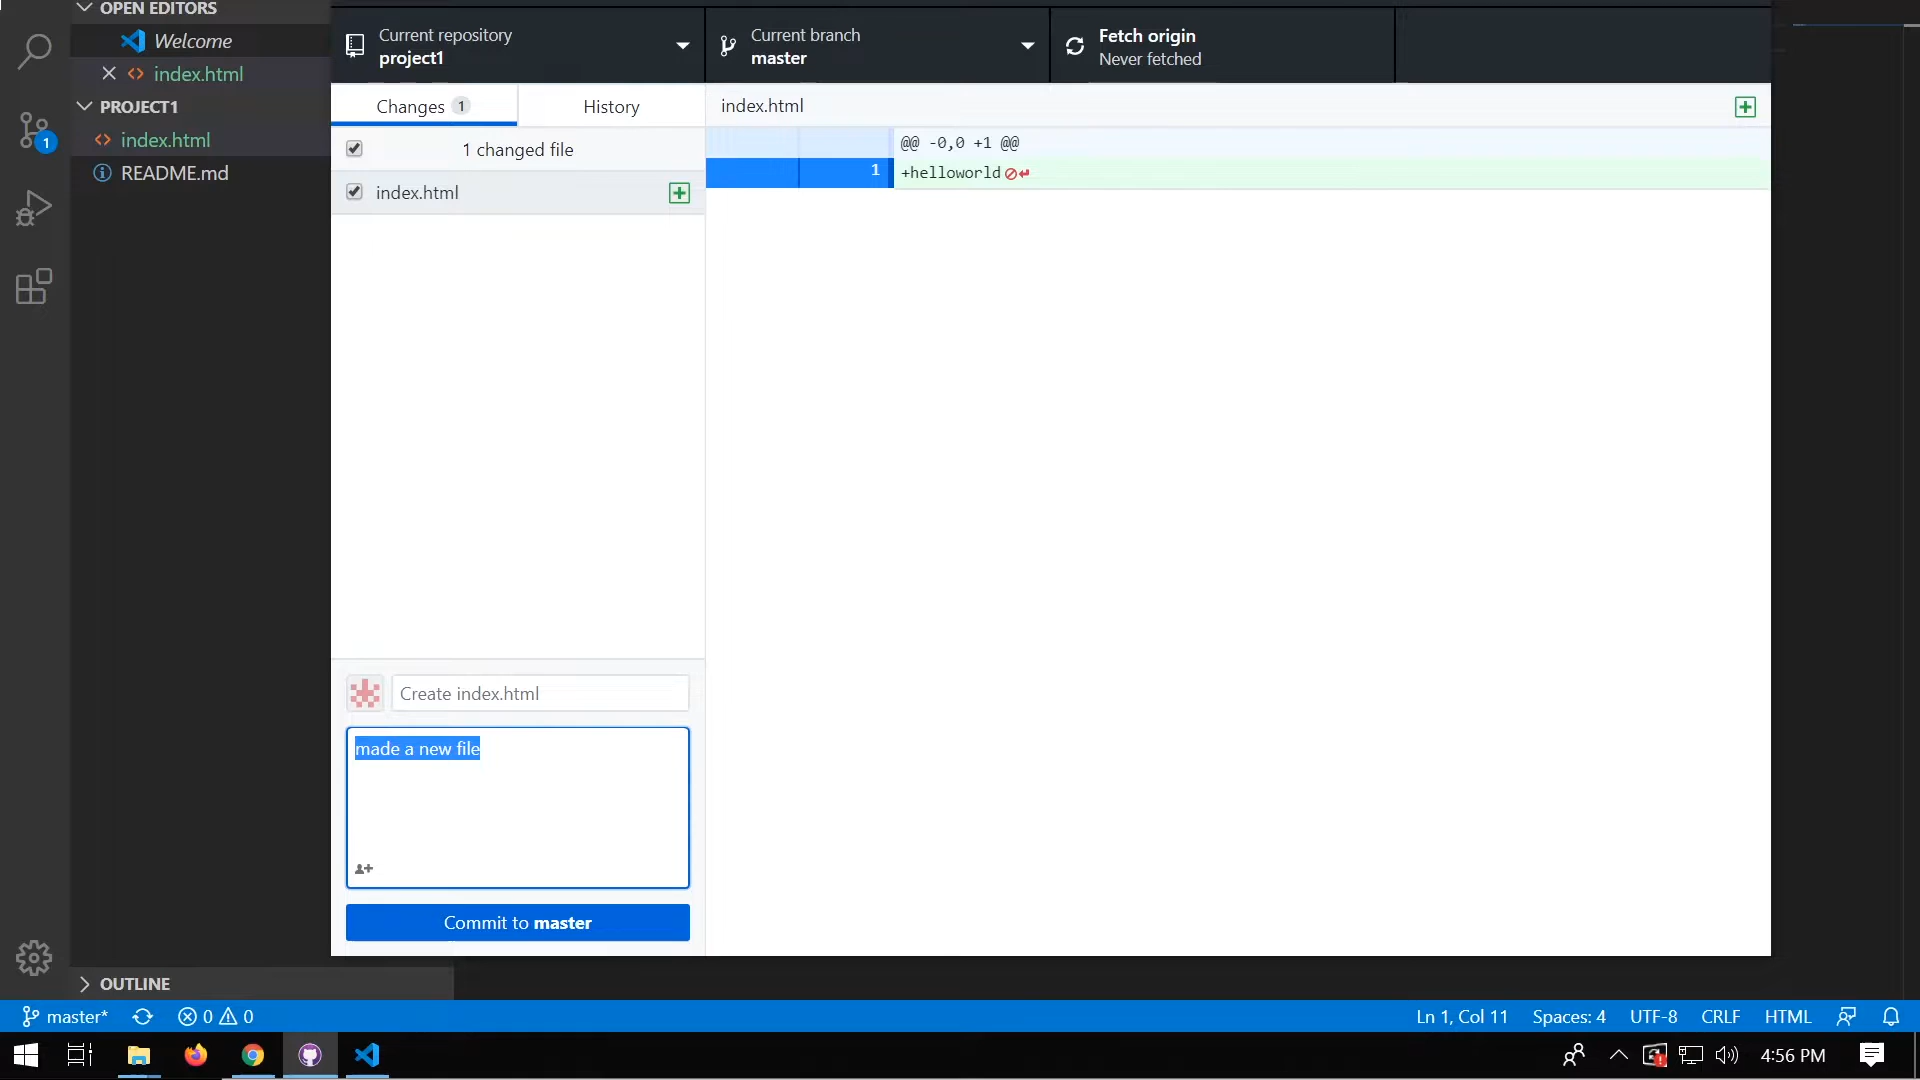 OPEN EDITORS
Welcome
index.html
PROJECT1
index.html
README.md
1
OUTLINE
Current repository
project1
Current branch
master
Fetch origin
Never fetched
Changes 1
History
1 changed file
index.html
index.html
@@ -0,0 +1 @@
1 +helloworld
Create index.html
made a new file
Commit to master
master* 0 0
Ln 1, Col 11 Spaces: 4 UTF-8 CRLF HTML
4:56 PM